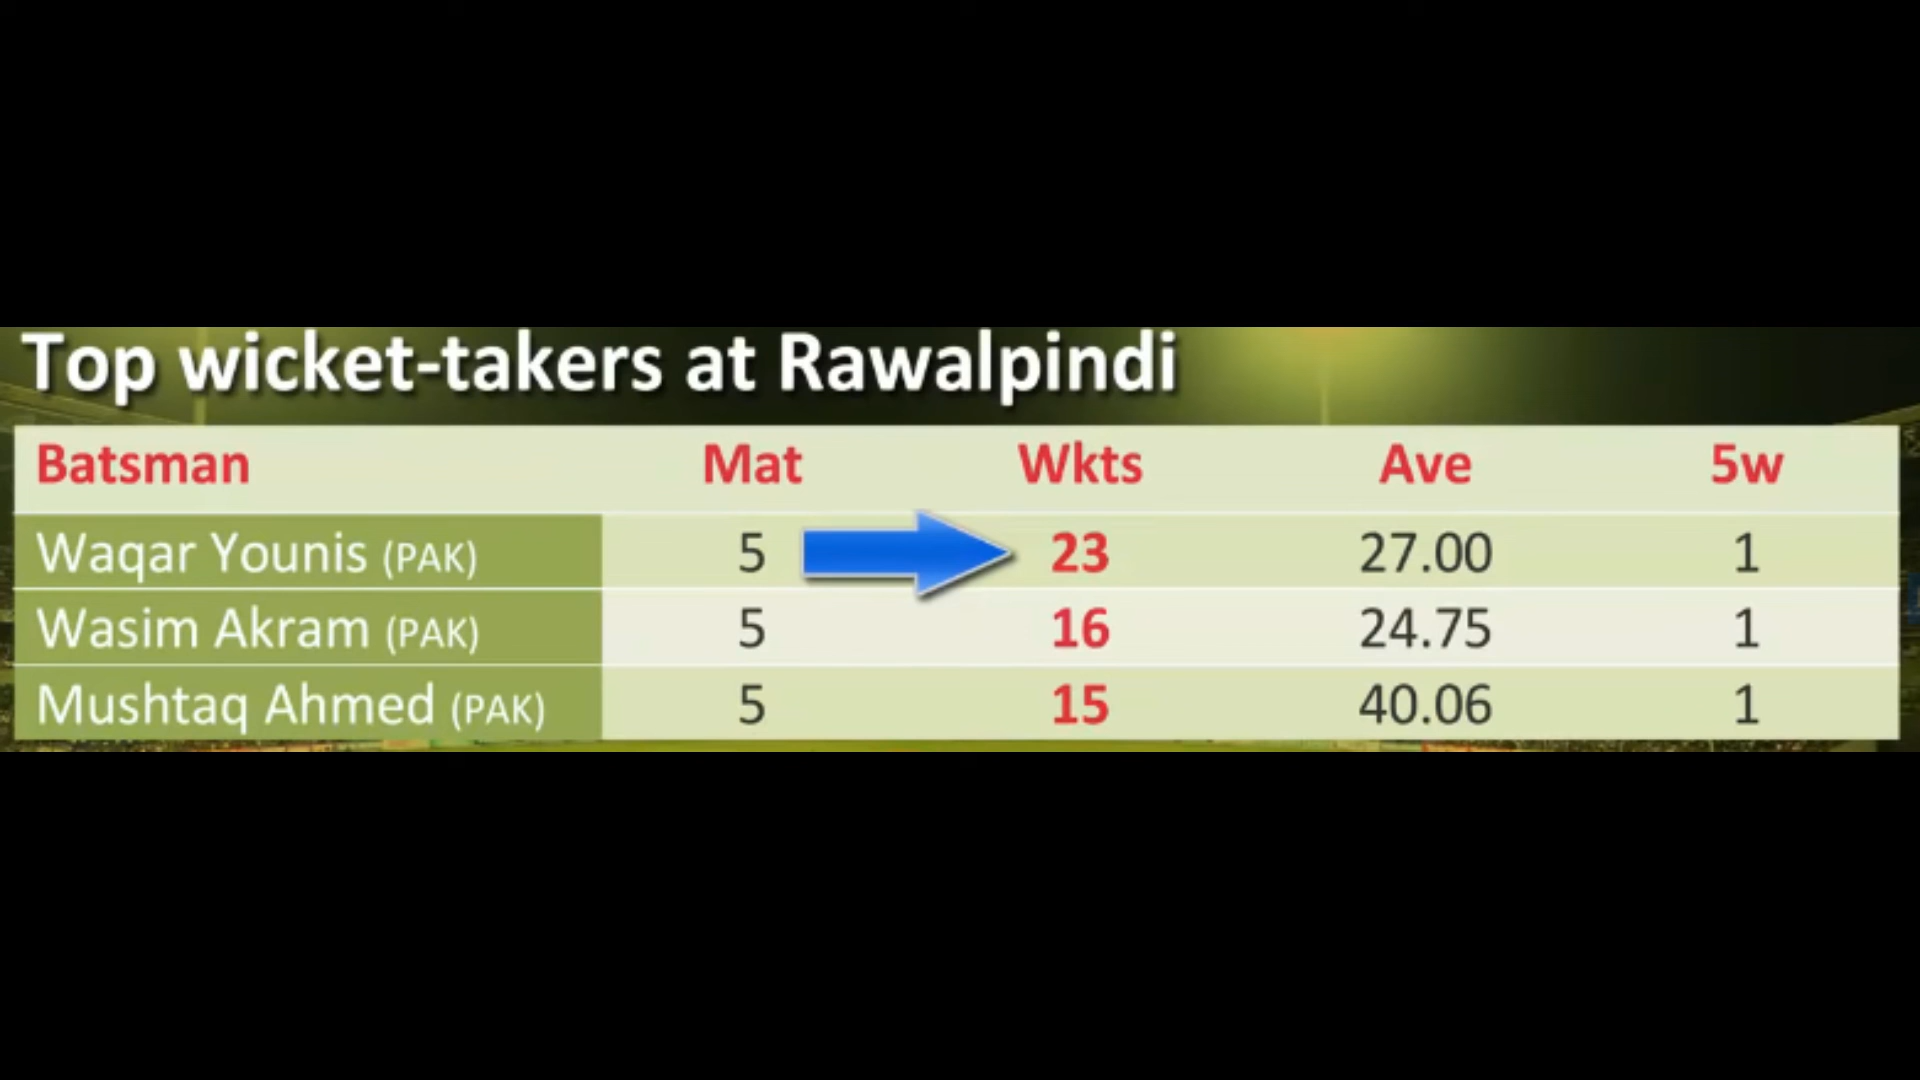 Top wicket-takers at Rawalpindi
Batsman Mat Wkts Ave 5w
Waqar Younis (PAK) 5 23 27.00 1
Wasim Akram (PAK) 5 16 24.75 1
Mushtaq Ahmed (PAK) 5 15 40.06 1